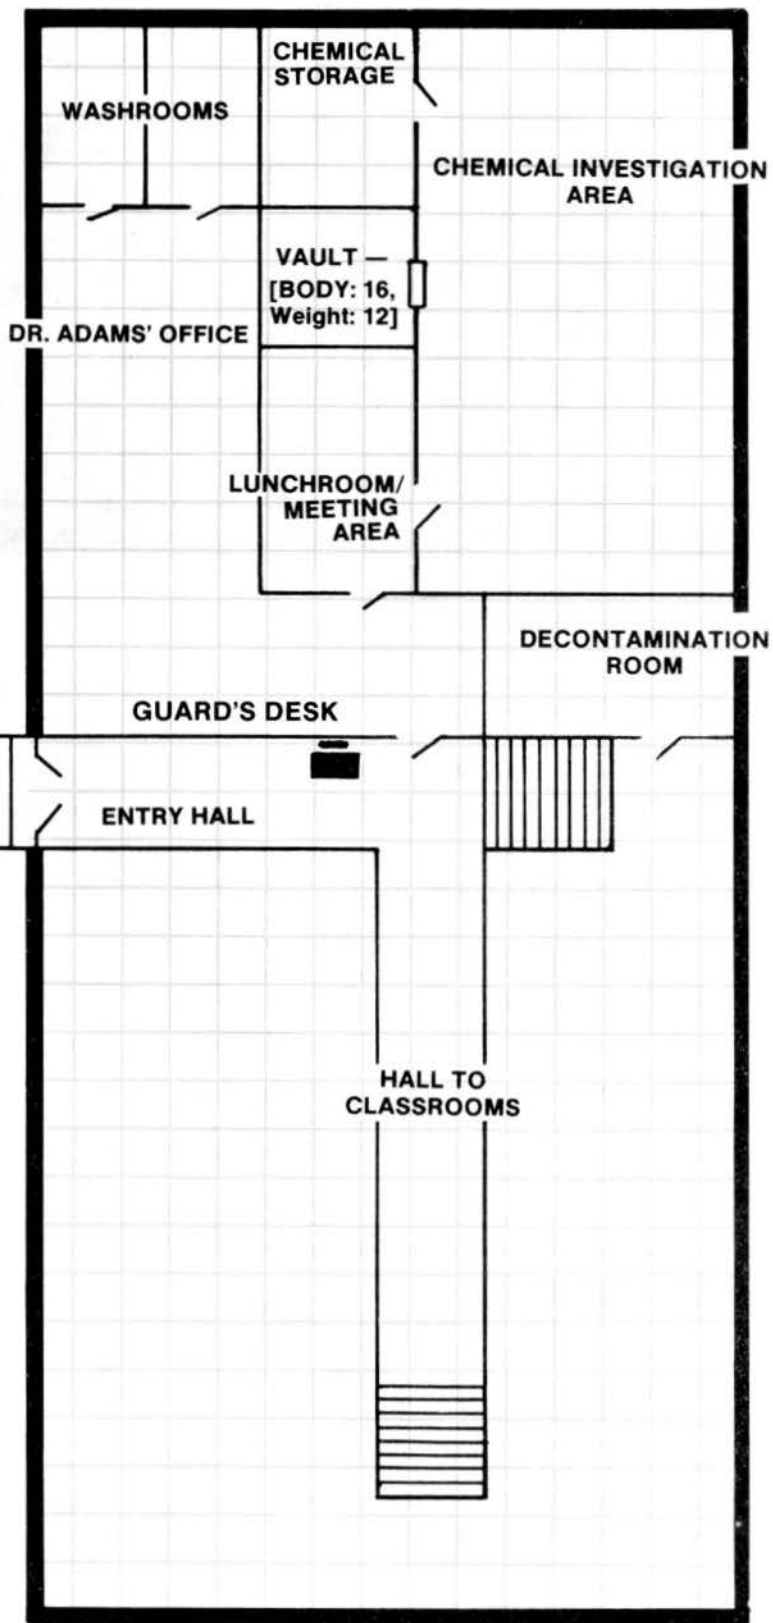 CHEMICAL
STORAGE
WASHROOMS
CHEMICAL INVESTIGATION
AREA
VAULT —
[BODY: 16,
Weight: 12]
DR. ADAMS' OFFICE
LUNCHROOM/
MEETING
AREA
DECONTAMINATION
ROOM
GUARD'S DESK
ENTRY HALL
HALL TO
CLASSROOMS